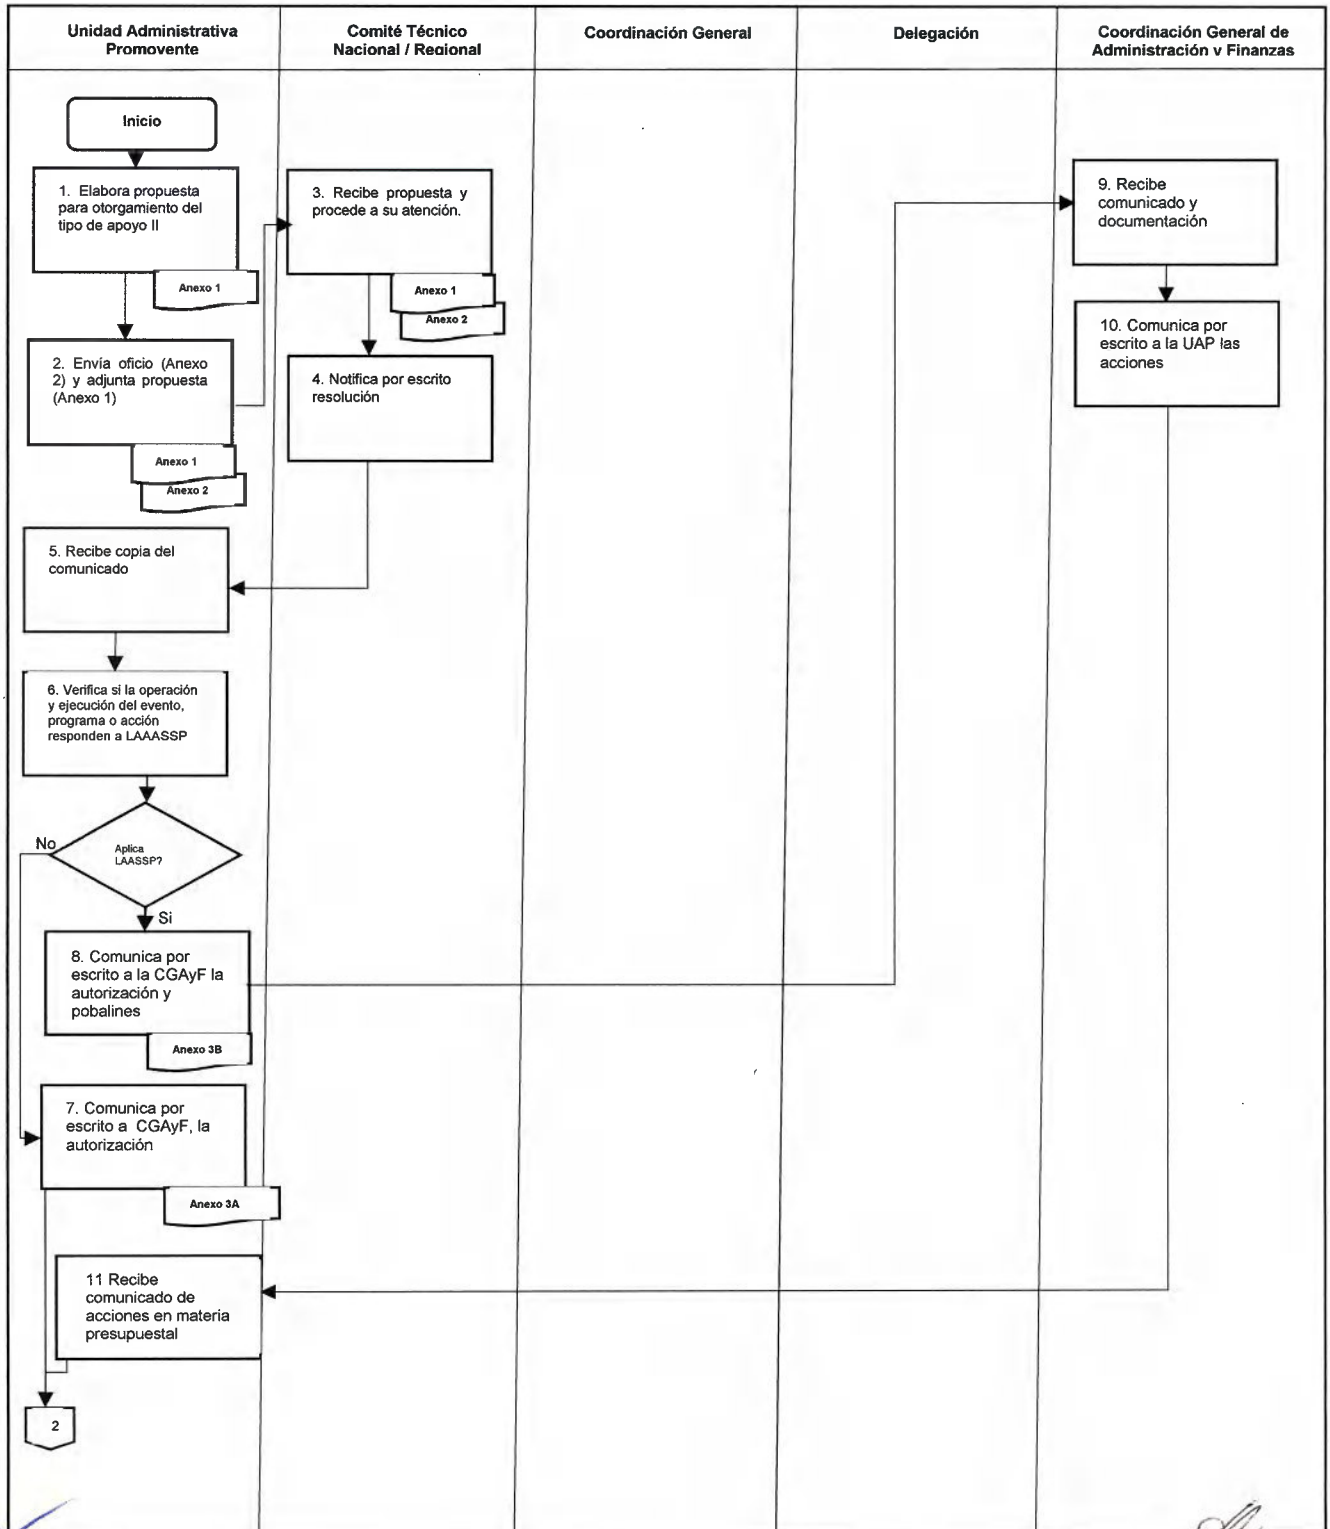 Unidad Administrativa
Promovente
Comité Técnico
Nacional / Regional
Coordinación General
Delegación
Coordinación General de
Administración v Finanzas
Inicio
1. Elabora propuesta
para otorgamiento del
tipo de apoyo II
Anexo 1
2. Envía oficio (Anexo
2) y adjunta propuesta
(Anexo 1)
Anexo 1
Anexo 2
3. Recibe propuesta y
procede a su atención.
Anexo 1
Anexo 2
4. Notifica por escrito
resolución
5. Recibe copia del
comunicado
6. Verifica si la operación
y ejecución del evento,
programa o acción
responden a LAAASSP
Aplica
LAASSP?
No
Si
8. Comunica por
escrito a la CGAyF la
autorización y
pobalines
Anexo 3B
7. Comunica por
escrito a CGAyF, la
autorización
Anexo 3A
9. Recibe
comunicado y
documentación
10. Comunica por
escrito a la UAP las
acciones
11 Recibe
comunicado de
acciones en materia
presupuestal
2